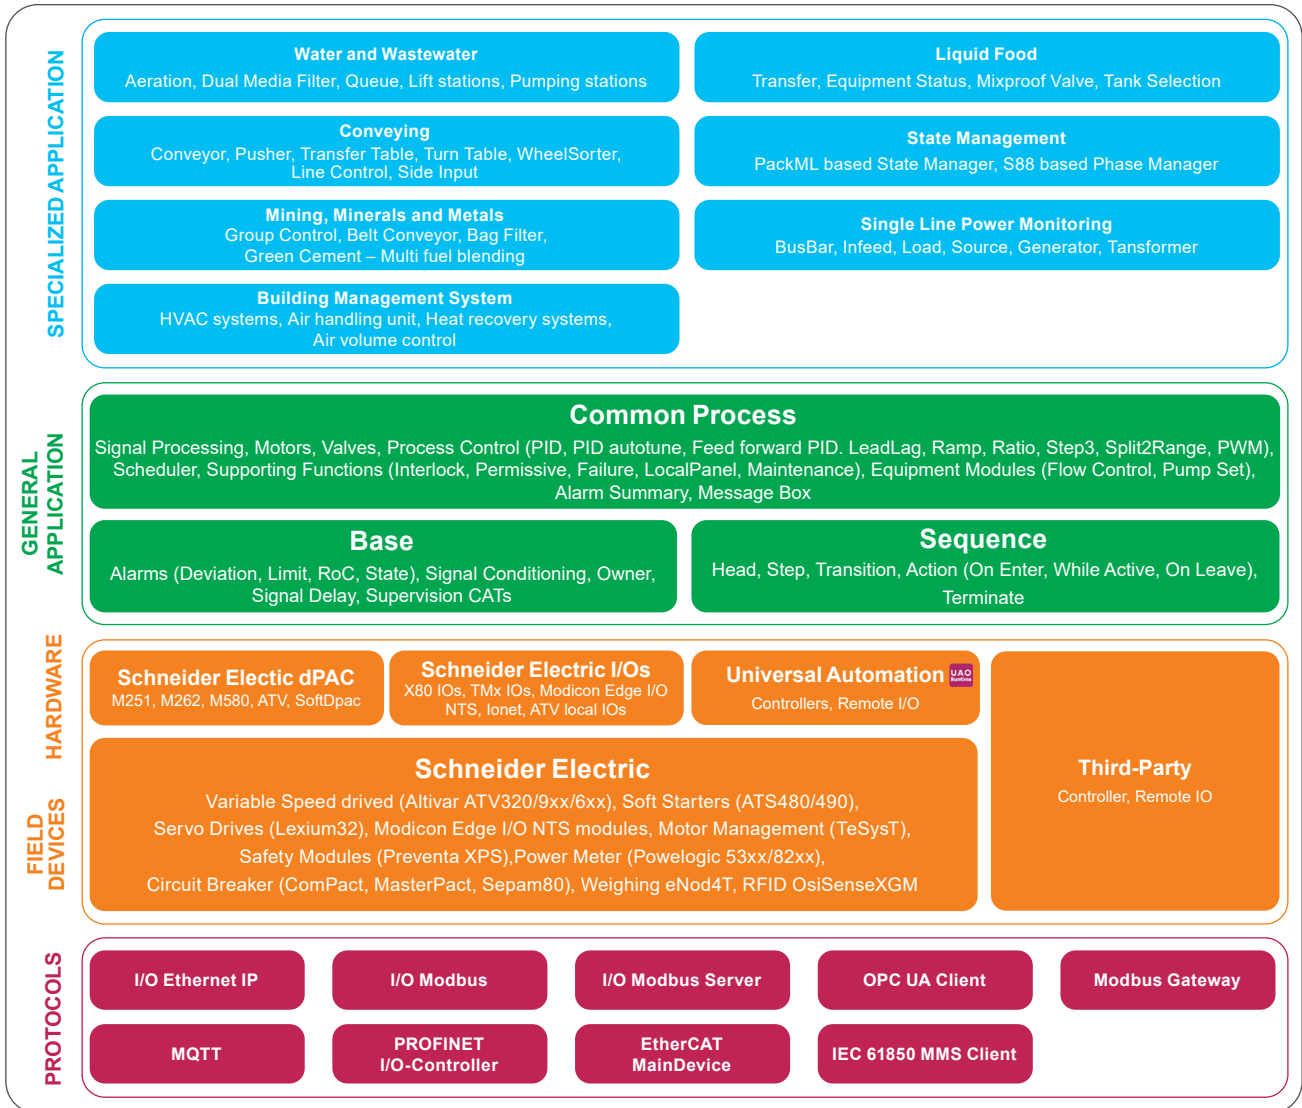 SPECIALIZED APPLICATION
Water and Wastewater
Aeration, Dual Media Filter, Queue, Lift stations, Pumping stations
Liquid Food
Transfer, Equipment Status, Mixproof Valve, Tank Selection
Conveying
Conveyor, Pusher, Transfer Table, Turn Table, WheelSorter,
Line Control, Side Input
State Management
PackML based State Manager, S88 based Phase Manager
Mining, Minerals and Metals
Group Control, Belt Conveyor, Bag Filter,
Green Cement – Multi fuel blending
Single Line Power Monitoring
BusBar, Infeed, Load, Source, Generator, Tansformer
Building Management System
HVAC systems, Air handling unit, Heat recovery systems,
Air volume control
GENERAL
APPLICATION
Common Process
Signal Processing, Motors, Valves, Process Control (PID, PID autotune, Feed forward PID. LeadLag, Ramp, Ratio, Step3, Split2Range, PWM),
Scheduler, Supporting Functions (Interlock, Permissive, Failure, LocalPanel, Maintenance), Equipment Modules (Flow Control, Pump Set),
Alarm Summary, Message Box
Base
Alarms (Deviation, Limit, RoC, State), Signal Conditioning, Owner,
Signal Delay, Supervision CATs
Sequence
Head, Step, Transition, Action (On Enter, While Active, On Leave),
Terminate
HARDWARE
Schneider Electic dPAC
M251, M262, M580, ATV, SoftDpac
Schneider Electric I/Os
X80 IOs, TMx IOs, Modicon Edge I/O
NTS, Ionet, ATV local IOs
Universal Automation
UAO
Runtime
Controllers, Remote I/O
Third-Party
Controller, Remote IO
FIELD
DEVICES
Schneider Electric
Variable Speed drived (Altivar ATV320/9xx/6xx), Soft Starters (ATS480/490),
Servo Drives (Lexium32), Modicon Edge I/O NTS modules, Motor Management (TeSysT),
Safety Modules (Preventa XPS),Power Meter (Powelogic 53xx/82xx),
Circuit Breaker (ComPact, MasterPact, Sepam80), Weighing eNod4T, RFID OsiSenseXGM
PROTOCOLS
I/O Ethernet IP
I/O Modbus
I/O Modbus Server
OPC UA Client
Modbus Gateway
MQTT
PROFINET
I/O-Controller
EtherCAT
MainDevice
IEC 61850 MMS Client